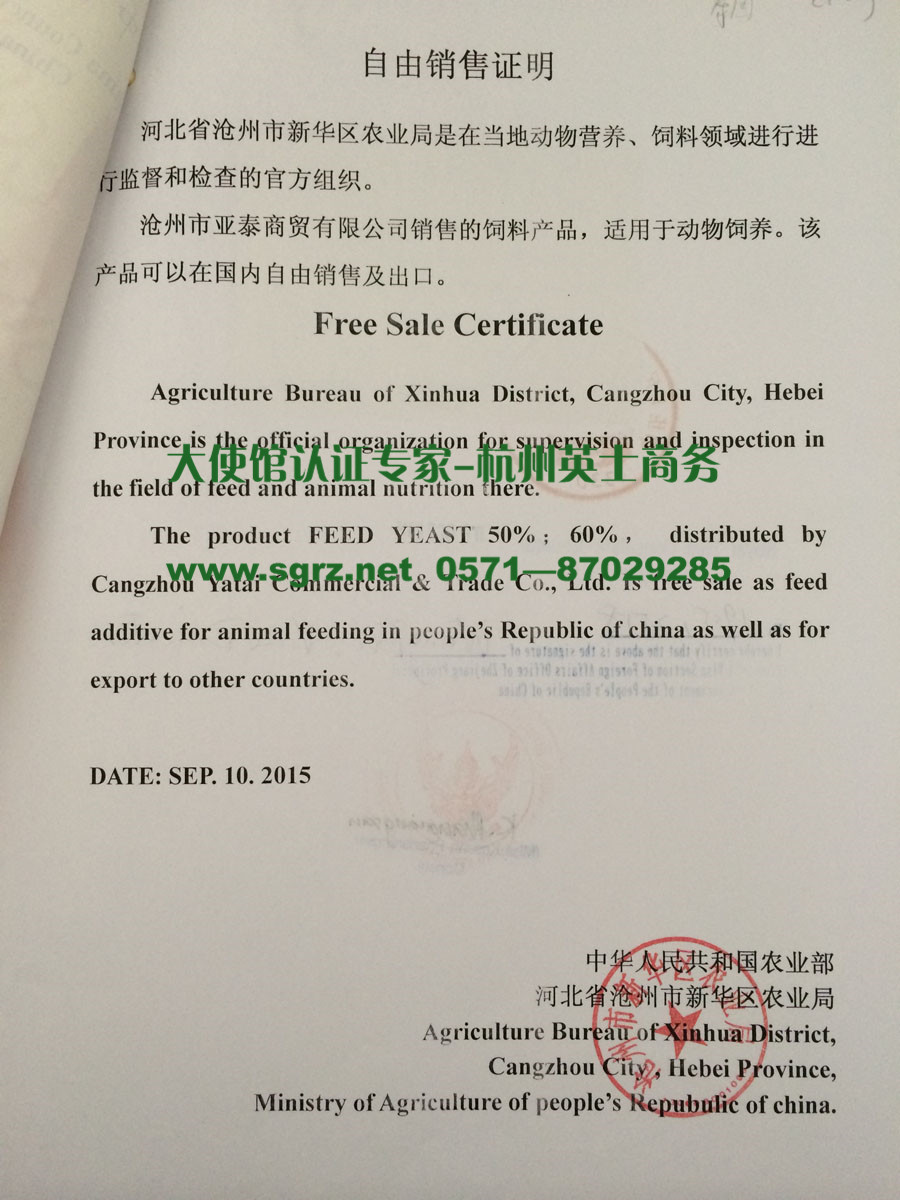 自由销售证明
河北省沧州市新华区农业局是在当地动物营养、饲料领域进行进
行监督和检查的官方组织。
沧州市亚泰商贸有限公司销售的饲料产品，适用于动物饲养。该
产品可以在国内自由销售及出口。
Free Sale Certificate
Agriculture Bureau of Xinhua District, Cangzhou City, Hebei
Province is the official organization for supervision and inspection in
大使馆认证专家-杭州英士商务
the field of feed and animal nutrition there.
The product FEED YEAST 50%; 60%, distributed by
www.sgrz.net 0571—87029285
Cangzhou Yatai Commercial & Trade Co., Ltd. is free sale as feed
additive for animal feeding in people's Republic of china as well as for
export to other countries.
DATE: SEP. 10. 2015
中华人民共和国农业部
河北省沧州市新华区农业局
Agriculture Bureau of Xinhua District,
Cangzhou City , Hebei Province,
Ministry of Agriculture of people's Repubulic of china.
沧州市新华区农业局